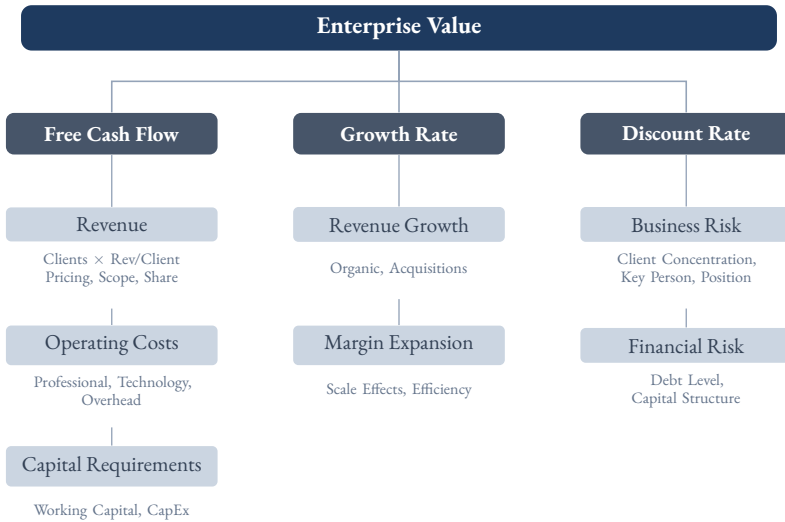 Enterprise Value
Free Cash Flow
Growth Rate
Discount Rate
Revenue
Clients × Rev/Client
Pricing, Scope, Share
Operating Costs
Professional, Technology,
Overhead
Capital Requirements
Working Capital, CapEx
Revenue Growth
Organic, Acquisitions
Margin Expansion
Scale Effects, Efficiency
Business Risk
Client Concentration,
Key Person, Position
Financial Risk
Debt Level,
Capital Structure